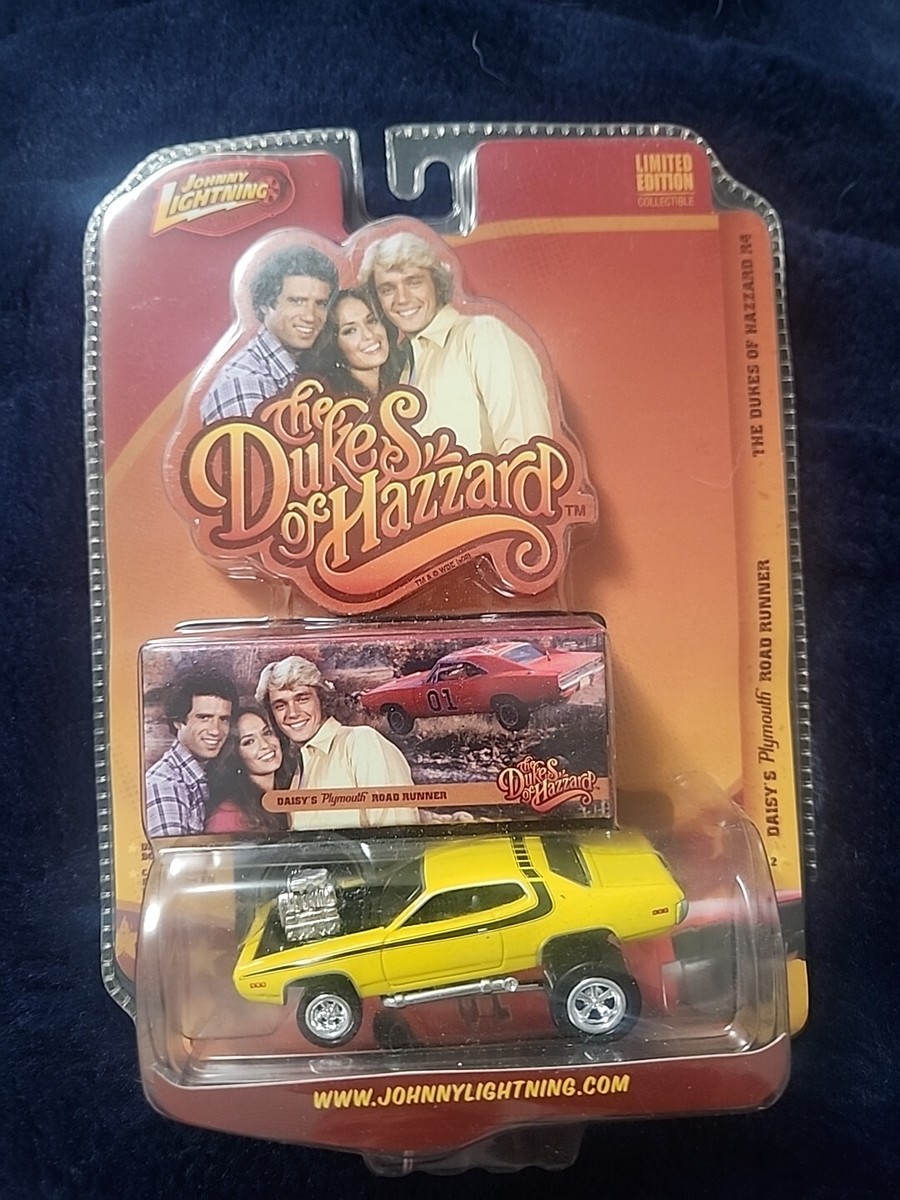 JOHNNY
LIGHTNING
LIMITED
EDITION
COLLECTIBLE
The
Dukes
of Hazzard
TM
THE DUKES OF HAZZARD R4
DAISY'S Plymouth ROAD RUNNER
2
01
The
Dukes
of Hazzard
DAISY'S Plymouth ROAD RUNNER
WWW.JOHNNYLIGHTNING.COM